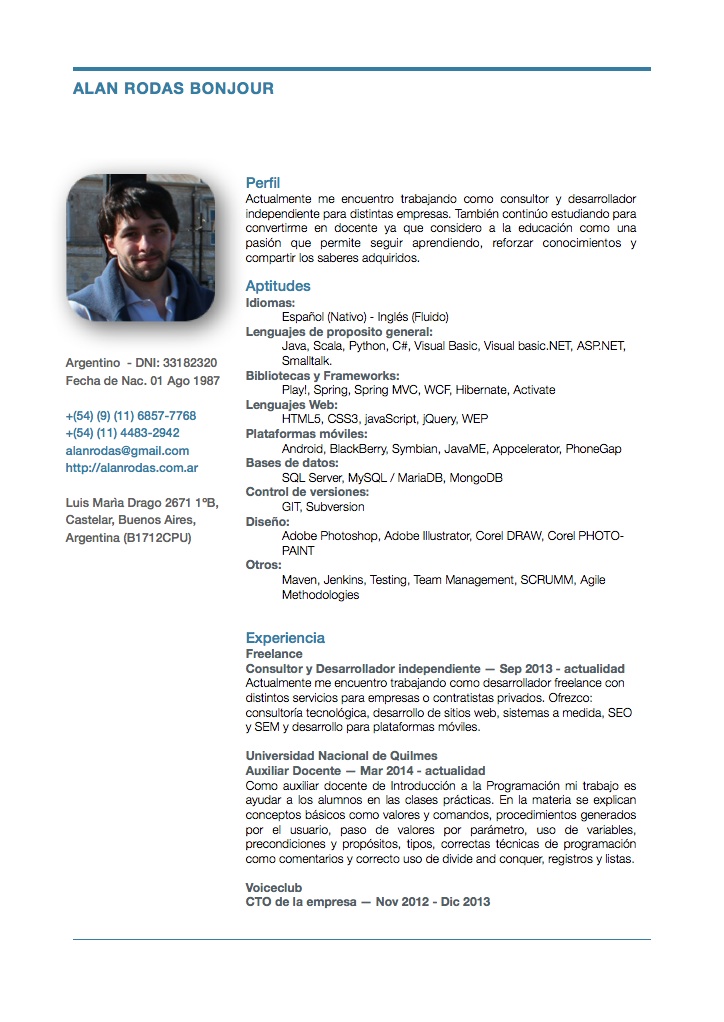 ALAN RODAS BONJOUR
Argentino - DNI: 33182320
Fecha de Nac. 01 Ago 1987
+(54) (9) (11) 6857-7768
+(54) (11) 4483-2942
alanrodas@gmail.com
http://alanrodas.com.ar
Luis Marìa Drago 2671 1ºB,
Castelar, Buenos Aires,
Argentina (B1712CPU)
Perfil
Actualmente me encuentro trabajando como consultor y desarrollador
independiente para distintas empresas. También continúo estudiando para
convertirme en docente ya que considero a la educación como una
pasión que permite seguir aprendiendo, reforzar conocimientos y
compartir los saberes adquiridos.
Aptitudes
Idiomas:
Español (Nativo) - Inglés (Fluido)
Lenguajes de proposito general:
Java, Scala, Python, C#, Visual Basic, Visual basic.NET, ASP.NET,
Smalltalk.
Bibliotecas y Frameworks:
Play!, Spring, Spring MVC, WCF, Hibernate, Activate
Lenguajes Web:
HTML5, CSS3, javaScript, jQuery, WEP
Plataformas móviles:
Android, BlackBerry, Symbian, JavaME, Appcelerator, PhoneGap
Bases de datos:
SQL Server, MySQL / MariaDB, MongoDB
Control de versiones:
GIT, Subversion
Diseño:
Adobe Photoshop, Adobe Illustrator, Corel DRAW, Corel PHOTO-
PAINT
Otros:
Maven, Jenkins, Testing, Team Management, SCRUMM, Agile
Methodologies
Experiencia
Freelance
Consultor y Desarrollador independiente — Sep 2013 - actualidad
Actualmente me encuentro trabajando como desarrollador freelance con
distintos servicios para empresas o contratistas privados. Ofrezco:
consultoría tecnológica, desarrollo de sitios web, sistemas a medida, SEO
y SEM y desarrollo para plataformas móviles.
Universidad Nacional de Quilmes
Auxiliar Docente — Mar 2014 - actualidad
Como auxiliar docente de Introducción a la Programación mi trabajo es
ayudar a los alumnos en las clases prácticas. En la materia se explican
conceptos básicos como valores y comandos, procedimientos generados
por el usuario, paso de valores por parámetro, uso de variables,
precondiciones y propósitos, tipos, correctas técnicas de programación
como comentarios y correcto uso de divide and conquer, registros y listas.
Voiceclub
CTO de la empresa — Nov 2012 - Dic 2013